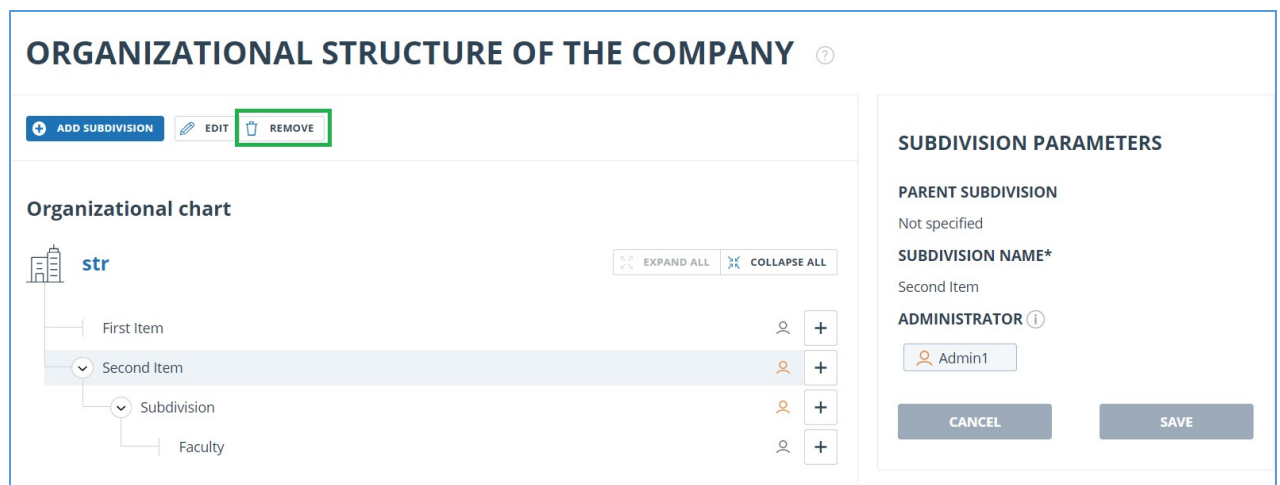 ORGANIZATIONAL STRUCTURE OF THE COMPANY ?
ADD SUBDIVISION EDIT REMOVE
Organizational chart
str
EXPAND ALL COLLAPSE ALL
First Item
Second Item
Subdivision
Faculty
SUBDIVISION PARAMETERS
PARENT SUBDIVISION
Not specified
SUBDIVISION NAME*
Second Item
ADMINISTRATOR i
Admin1
CANCEL SAVE